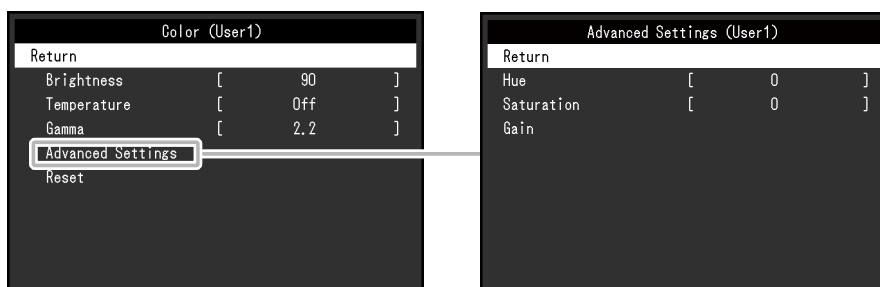 Color (User1)
Return
Brightness [ 90 ]
Temperature [ Off ]
Gamma [ 2.2 ]
Advanced Settings
Reset
Advanced Settings (User1)
Return
Hue [ 0 ]
Saturation [ 0 ]
Gain